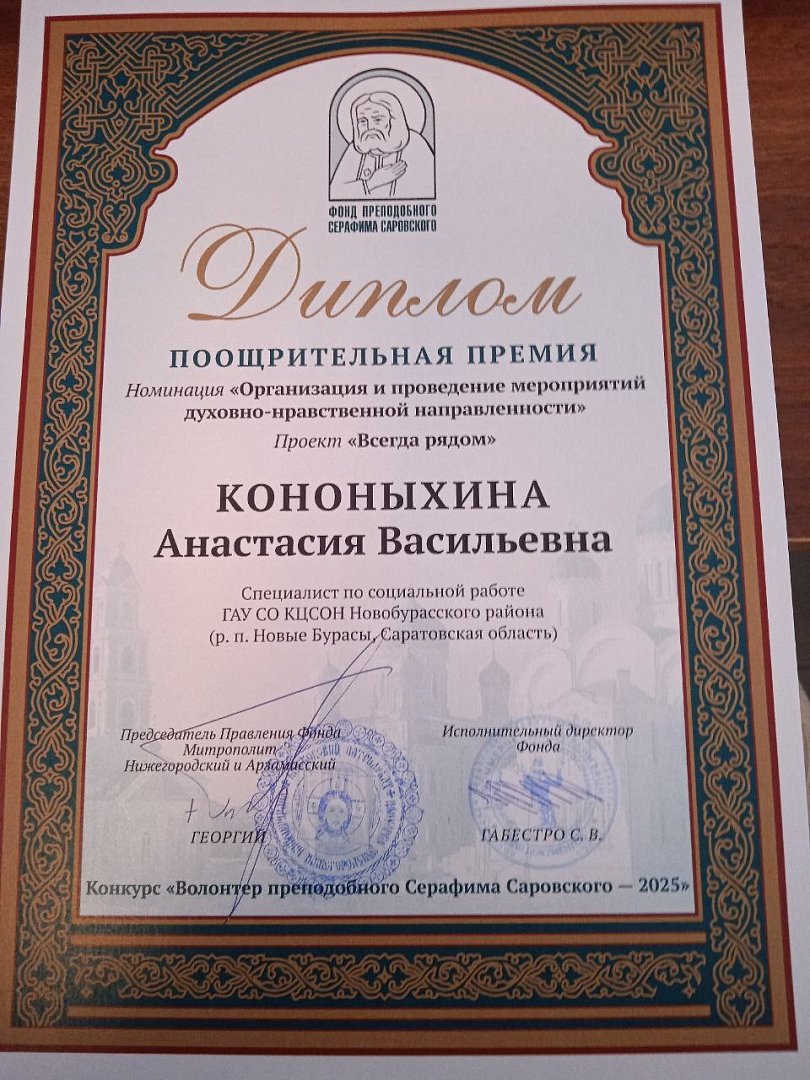 ФОНД ПРЕПОДОБНОГО
СЕРАФИМА САРОВСКОГО
Диплом
ПООЩРИТЕЛЬНАЯ ПРЕМИЯ
Номинация «Организация и проведение мероприятий
духовно-нравственной направленности»
Проект «Всегда рядом»
КОНОНЫХИНА
Анастасия Васильевна
Специалист по социальной работе
ГАУ СО КЦСОН Новобурасского района
(р. п. Новые Бурасы, Саратовская область)
Председатель Правления Фонда
Митрополит
Нижегородский и Арзамасский
ГЕОРГИЙ
Исполнительный директор
Фонда
ГАБЕСТРО С. В.
Конкурс «Волонтер преподобного Серафима Саровского — 2025»